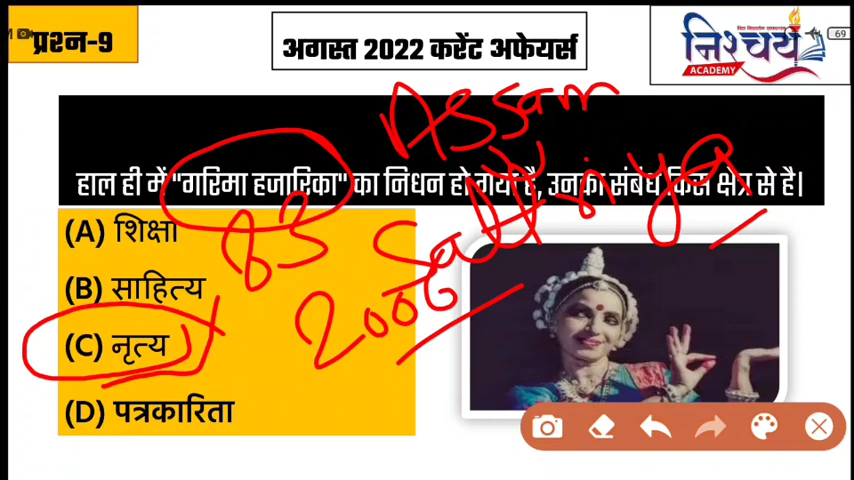 प्रश्न-9
अगस्त 2022 करेंट अफेयर्स
निश्चय
ACADEMY
69
Assam
हाल ही में "गरिमा हजारिका" का निधन हो गया है, उनका संबंध किस क्षेत्र से है।
Sattriya
83
2006
(A) शिक्षा
(B) साहित्य
(C) नृत्य
(D) पत्रकारिता